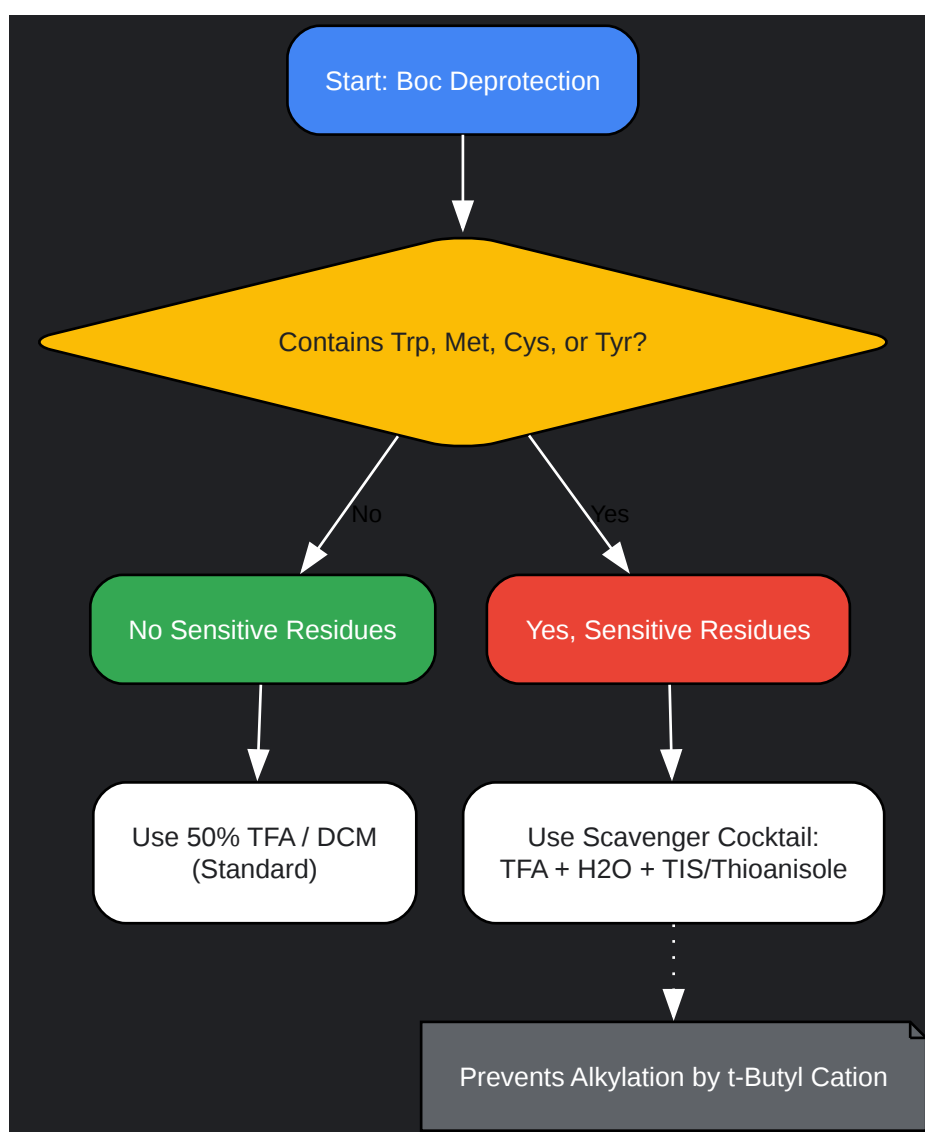 Start: Boc Deprotection
Contains Trp, Met, Cys, or Tyr?
No
Yes
No Sensitive Residues
Yes, Sensitive Residues
Use 50% TFA / DCM
(Standard)
Use Scavenger Cocktail:
TFA + H2O + TIS/Thioanisole
Prevents Alkylation by t-Butyl Cation